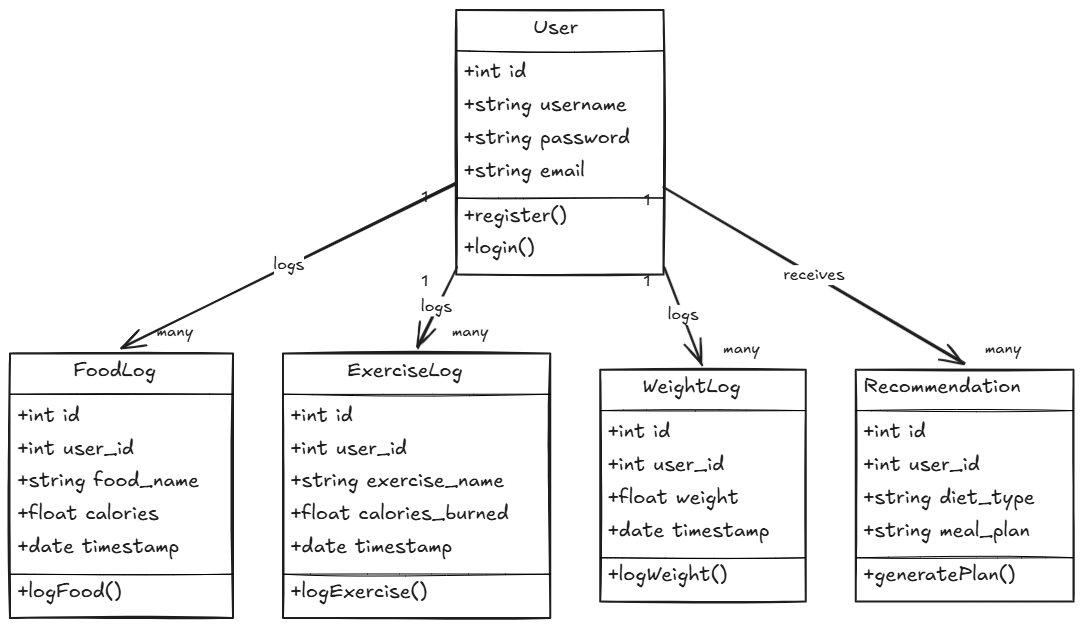 User
+int id
+string username
+string password
+string email
+register()
+login()
1
1
1
1
logs
logs
logs
receives
many
many
many
many
FoodLog
+int id
+int user_id
+string food_name
+float calories
+date timestamp
+logFood()
ExerciseLog
+int id
+int user_id
+string exercise_name
+float calories_burned
+date timestamp
+logExercise()
WeightLog
+int id
+int user_id
+float weight
+date timestamp
+logWeight()
Recommendation
+int id
+int user_id
+string diet_type
+string meal_plan
+generatePlan()